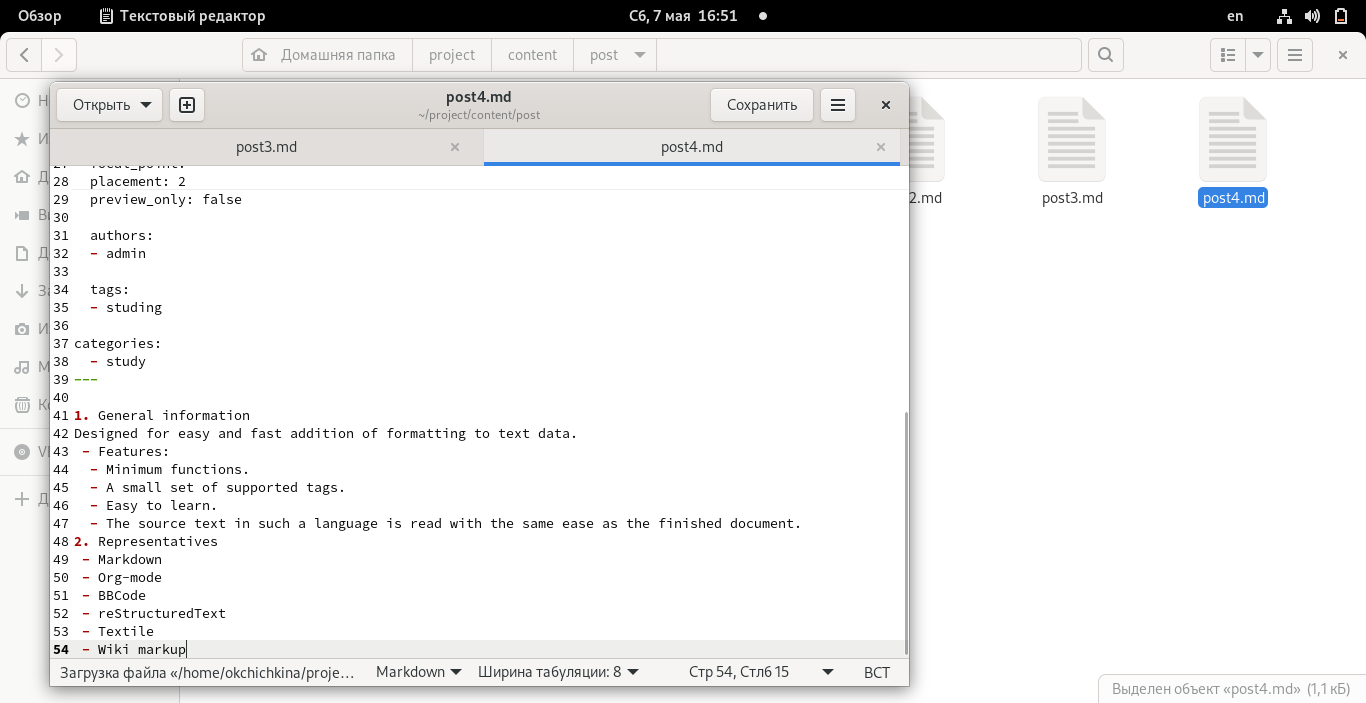 Обзор
Текстовый редактор
Сб, 7 мая 16:51
en
Домашняя папка
project
content
post
Открыть
post4.md
~/project/content/post
Сохранить
post3.md
post4.md
28 placement: 2
29 preview_only: false
30
31 authors:
32 - admin
33
34 tags:
35 - studing
36
37 categories:
38 - study
39 ---
40
41 1. General information
42 Designed for easy and fast addition of formatting to text data.
43 - Features:
44 - Minimum functions.
45 - A small set of supported tags.
46 - Easy to learn.
47 - The source text in such a language is read with the same ease as the finished document.
48 2. Representatives
49 - Markdown
50 - Org-mode
51 - BBCode
52 - reStructuredText
53 - Textile
54 - Wiki markup
Загрузка файла «/home/okchichkina/proje…
Markdown
Ширина табуляции: 8
Стр 54, Стлб 15
ВСТ
2.md
post3.md
post4.md
Выделен объект «post4.md» (1,1 кБ)